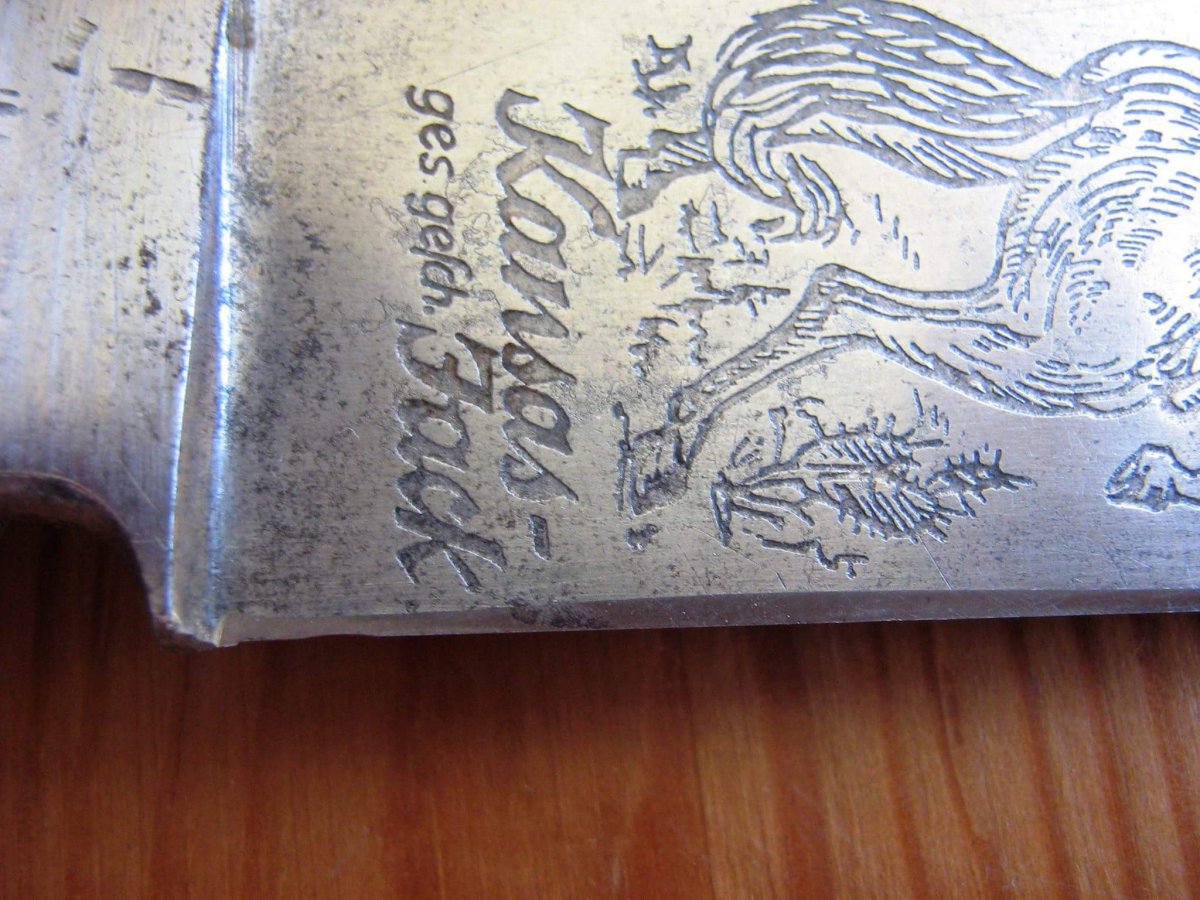 Kansas-
Jack
ges gesch.